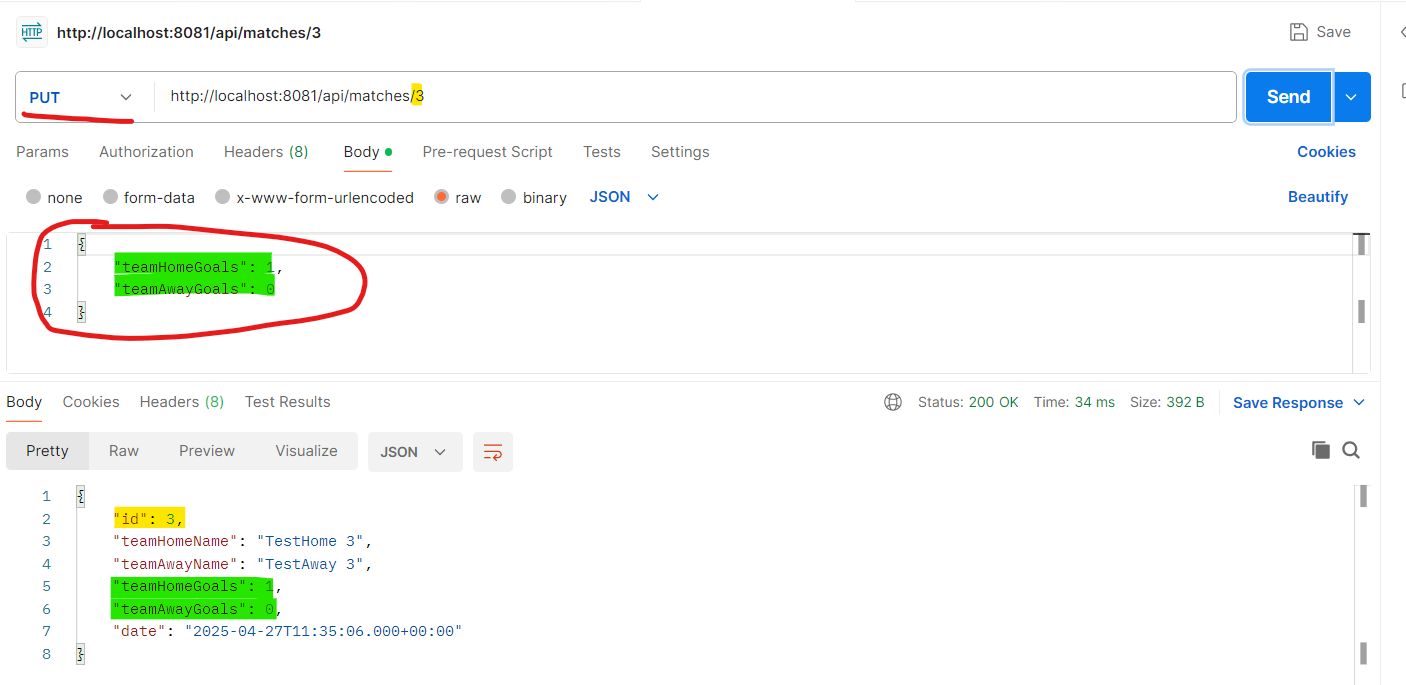 HTTP http://localhost:8081/api/matches/3 Save
PUT http://localhost:8081/api/matches/3 Send
Params Authorization Headers (8) Body Pre-request Script Tests Settings Cookies
none form-data x-www-form-urlencoded raw binary JSON Beautify
1 {
2 "teamHomeGoals": 1,
3 "teamAwayGoals": 0
4 }
Body Cookies Headers (8) Test Results Status: 200 OK Time: 34 ms Size: 392 B Save Response
Pretty Raw Preview Visualize JSON
1 {
2 "id": 3,
3 "teamHomeName": "TestHome 3",
4 "teamAwayName": "TestAway 3",
5 "teamHomeGoals": 1,
6 "teamAwayGoals": 0,
7 "date": "2025-04-27T11:35:06.000+00:00"
8 }